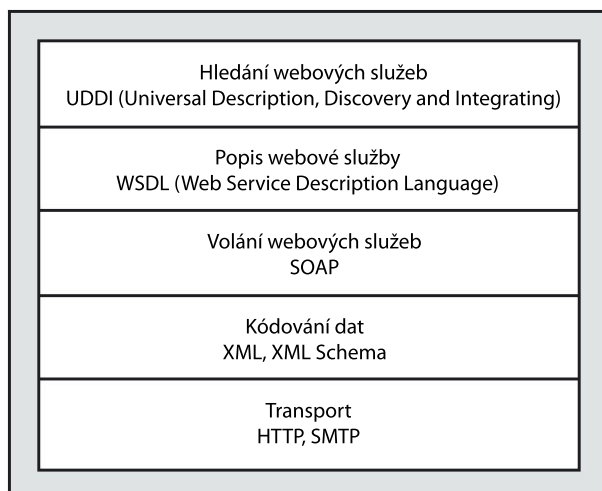 Hledání webových služeb
UDDI (Universal Description, Discovery and Integrating)
Popis webové služby
WSDL (Web Service Description Language)
Volání webových služeb
SOAP
Kódování dat
XML, XML Schema
Transport
HTTP, SMTP